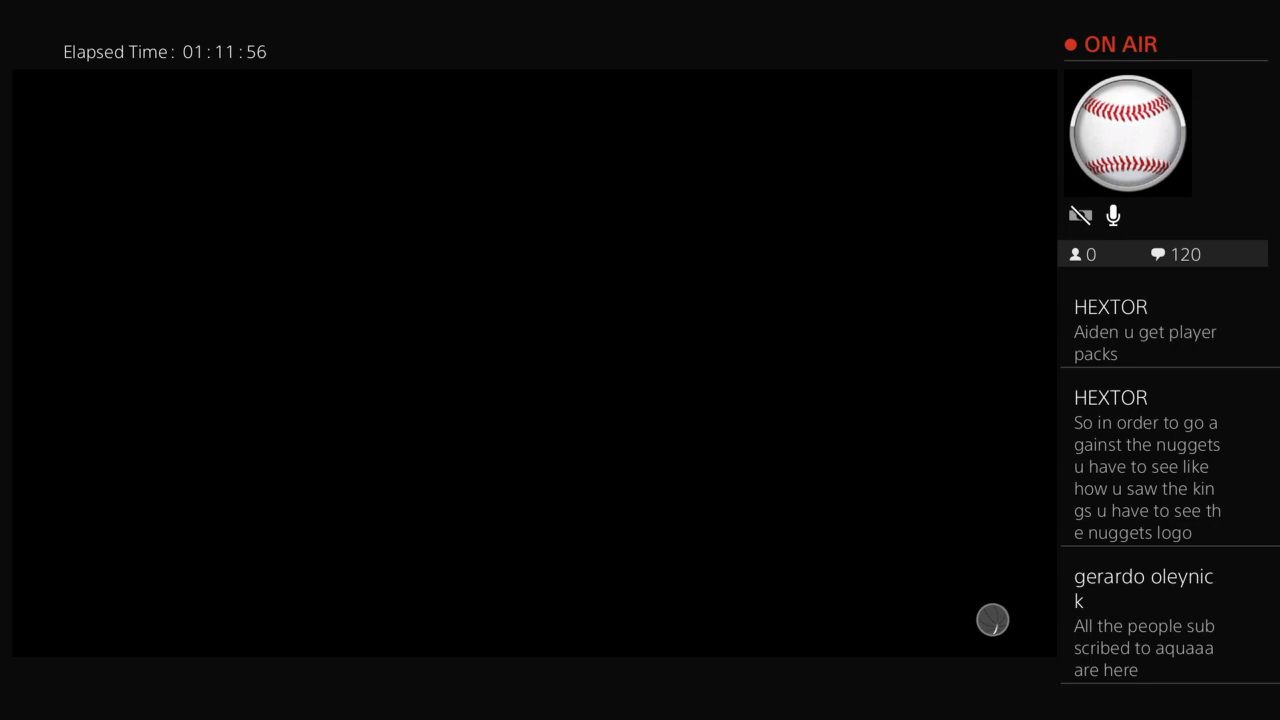 Elapsed Time: 01:11:56
ON AIR
0 120
HEXTOR
Aiden u get player
packs
HEXTOR
So in order to go a
gainst the nuggets
u have to see like
how u saw the kin
gs u have to see th
e nuggets logo
gerardo oleynic
k
All the people sub
scribed to aquaaa
are here